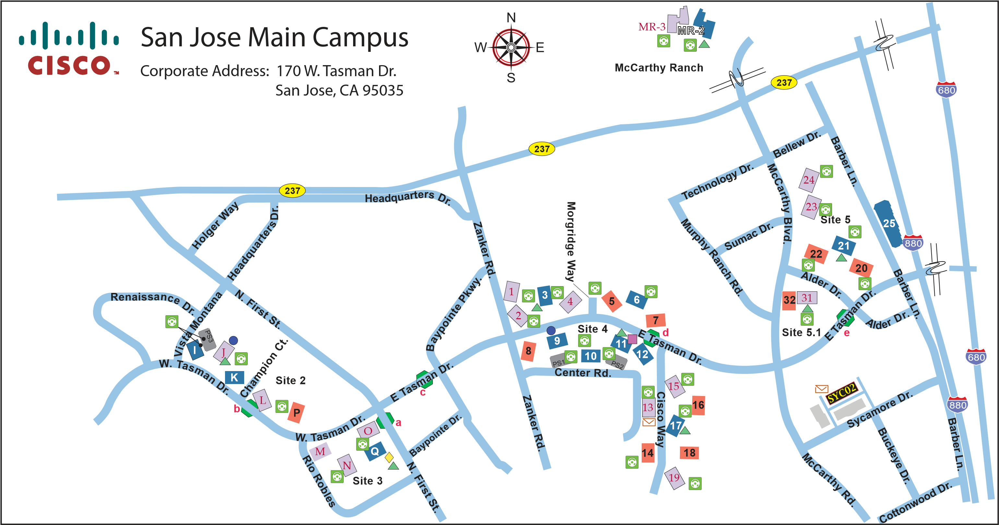 CISCO™
San Jose Main Campus
Corporate Address: 170 W. Tasman Dr.
San Jose, CA 95035
N
W
E
S
MR-3
MR-2
McCarthy Ranch
237
680
237
237
Bellew Dr.
Technology Dr.
McCarthy Blvd.
Barber Ln.
24
23
Site 5
25
880
21
22
20
Headquarters Dr.
Holger Way
Headquarters Dr.
Headquarters
Zanker Rd.
Morgridge Way
Murphy Ranch Rd.
Sumac Dr.
Alder Dr.
Barber Ln.
32
31
Site 5.1
E Tasman Dr.
Alder Dr.
e
Renaissance Dr.
Vista Montana
N. First St.
Baypointe Pkwy.
1
2
3
4
5
6
7
Site 4
d
E Tasman Dr.
8
9
10
11
12
PS1
PS2
Center Rd.
PS3
I
J
K
W. Tasman Dr.
Champion Ct.
Site 2
L
P
b
E Tasman Dr.
c
a
W. Tasman Dr.
O
Q
M
N
Site 3
Rio Robles
Baypointe Dr.
N. First St.
Zanker Rd.
13
14
15
16
17
18
19
Cisco Way
SYC02
Sycamore Dr.
Buckeye Dr.
McCarthy Rd.
Cottonwood Dr.
Barber Ln.
680
880